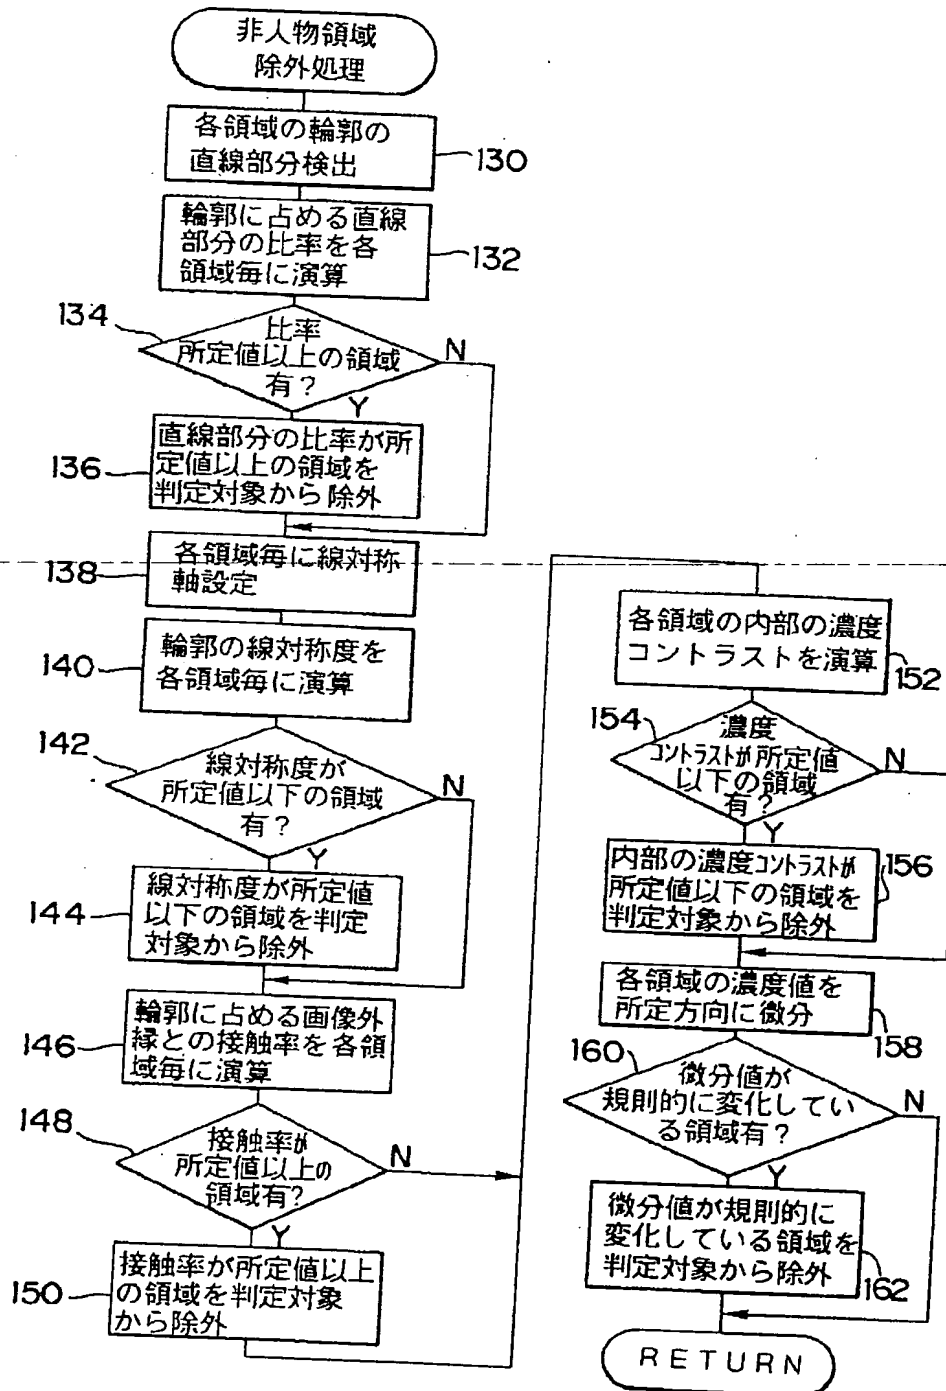 非人物領域
除外処理
各領域の輪郭の
直線部分検出
130
輪郭に占める直線
部分の比率を各
領域毎に演算
132
134
比率
所定値以上の領域
有?
N
Y
136
直線部分の比率が所
定値以上の領域を
判定対象から除外
138
各領域毎に線対称
軸設定
140
輪郭の線対称度を
各領域毎に演算
142
線対称度が
所定値以下の領域
有?
N
Y
144
線対称度が所定値
以下の領域を判定
対象から除外
146
輪郭に占める画像外
縁との接触率を各領
域毎に演算
148
接触率が
所定値以上の
領域有?
N
Y
150
接触率が所定値以上
の領域を判定対象
から除外
各領域の内部の濃度
コントラストを演算
152
154
濃度
コントラストが所定値
以下の領域
有?
N
Y
内部の濃度コントラストが
所定値以下の領域を
判定対象から除外
156
各領域の濃度値を
所定方向に微分
158
160
微分値が
規則的に変化してい
る領域有?
N
Y
微分値が規則的に
変化している領域を
判定対象から除外
162
RETURN